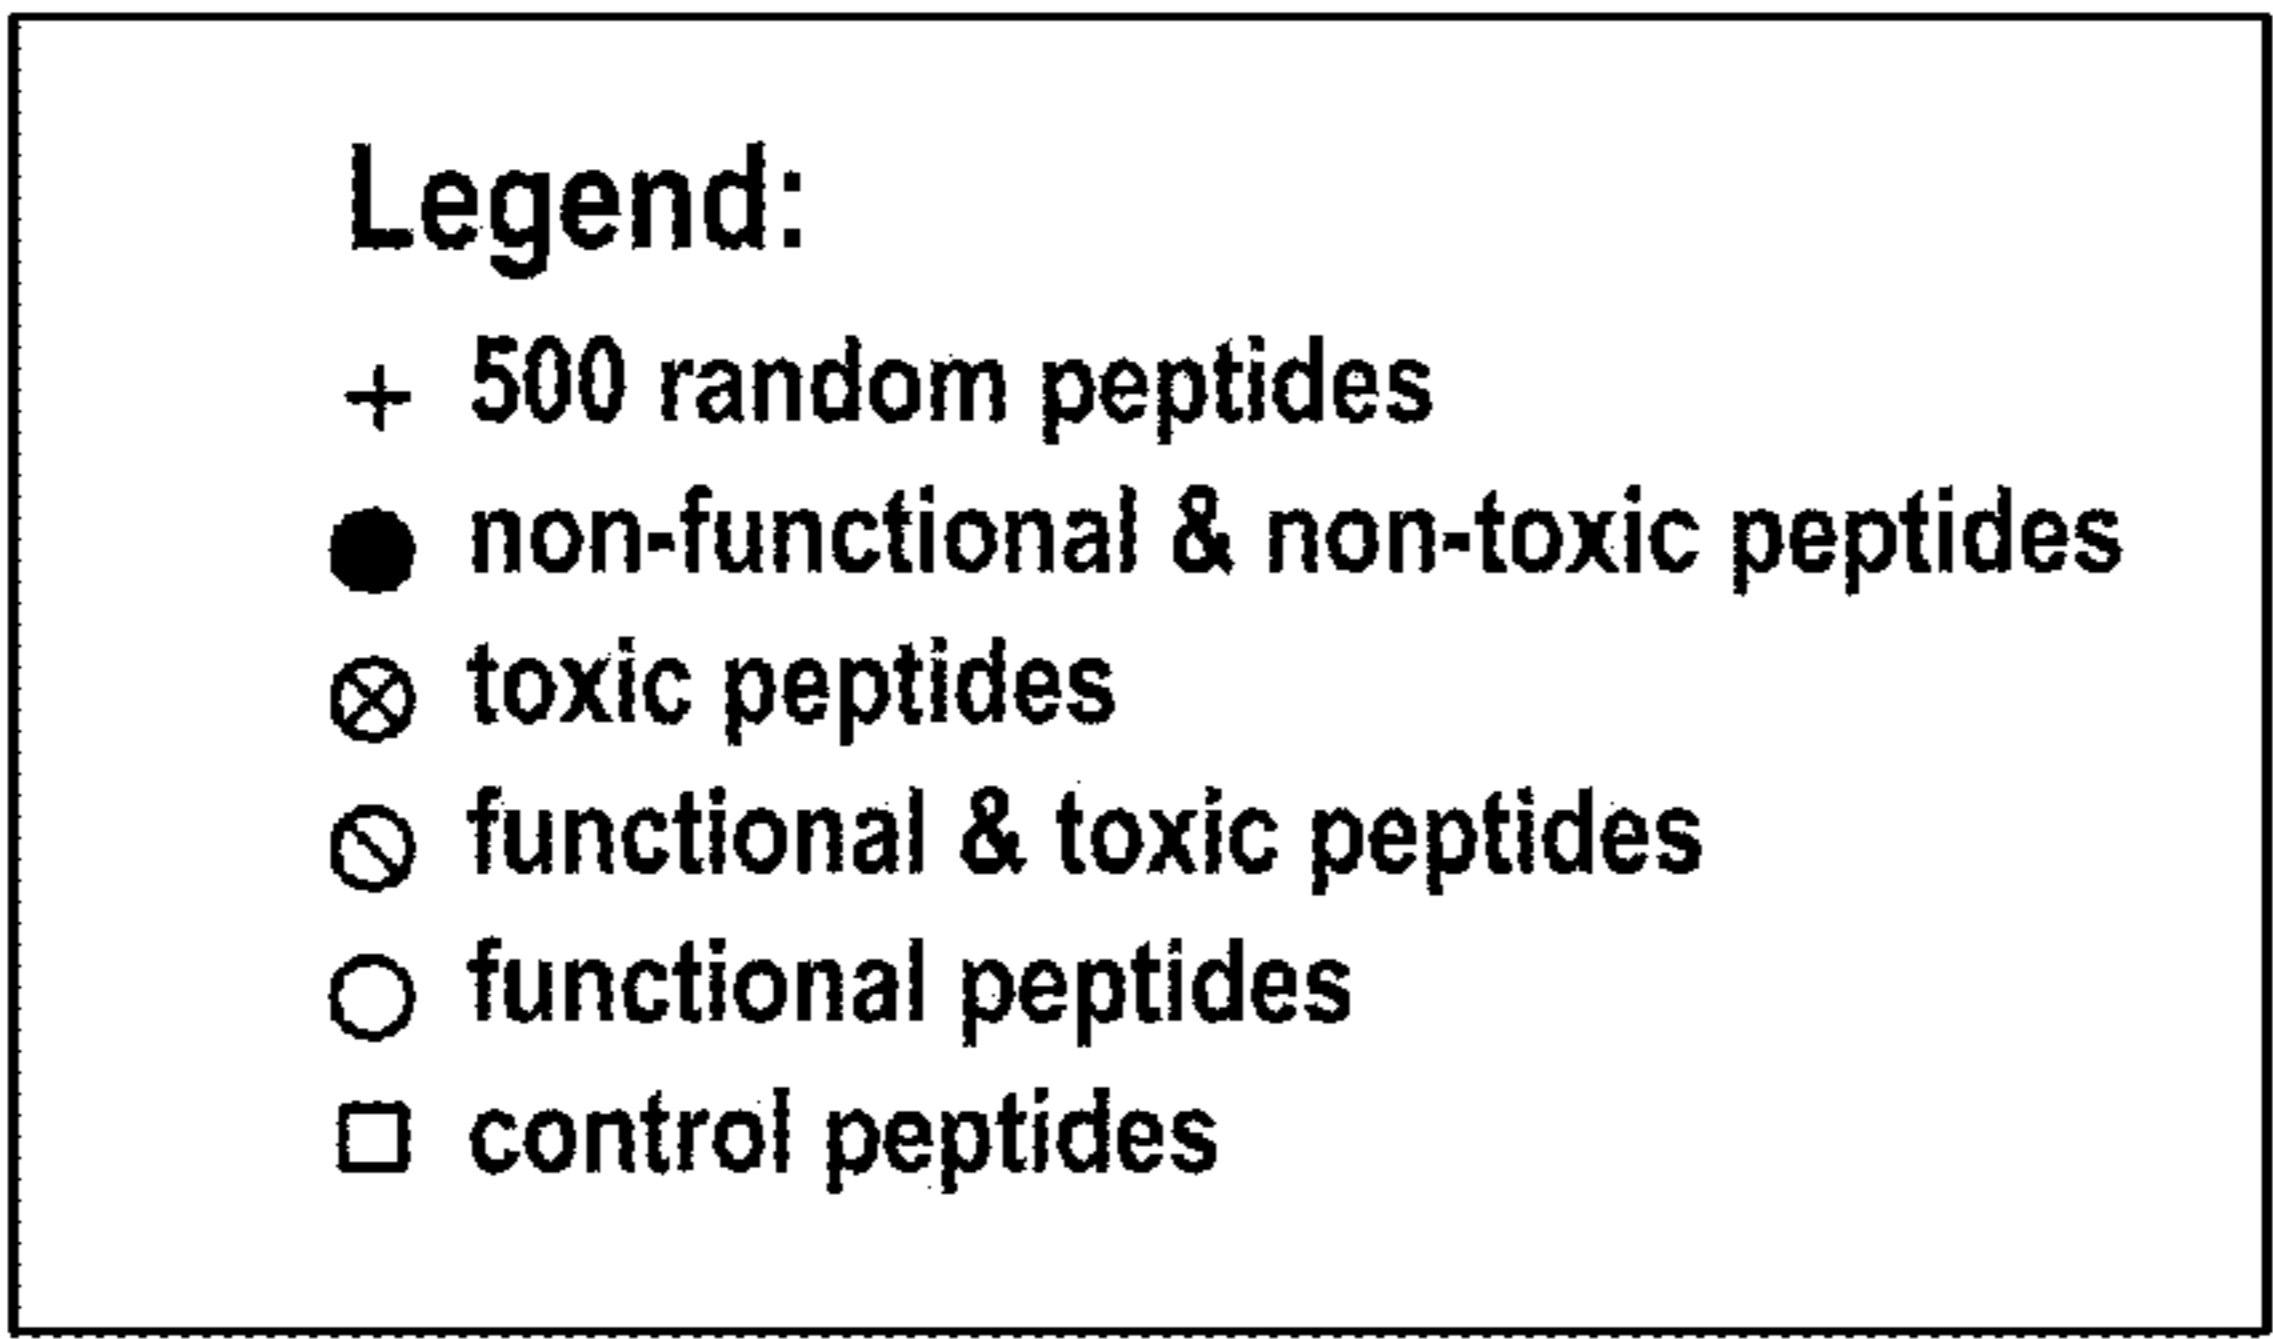 Legend:
+ 500 random peptides
non-functional & non-toxic peptides
toxic peptides
functional & toxic peptides
functional peptides
control peptides